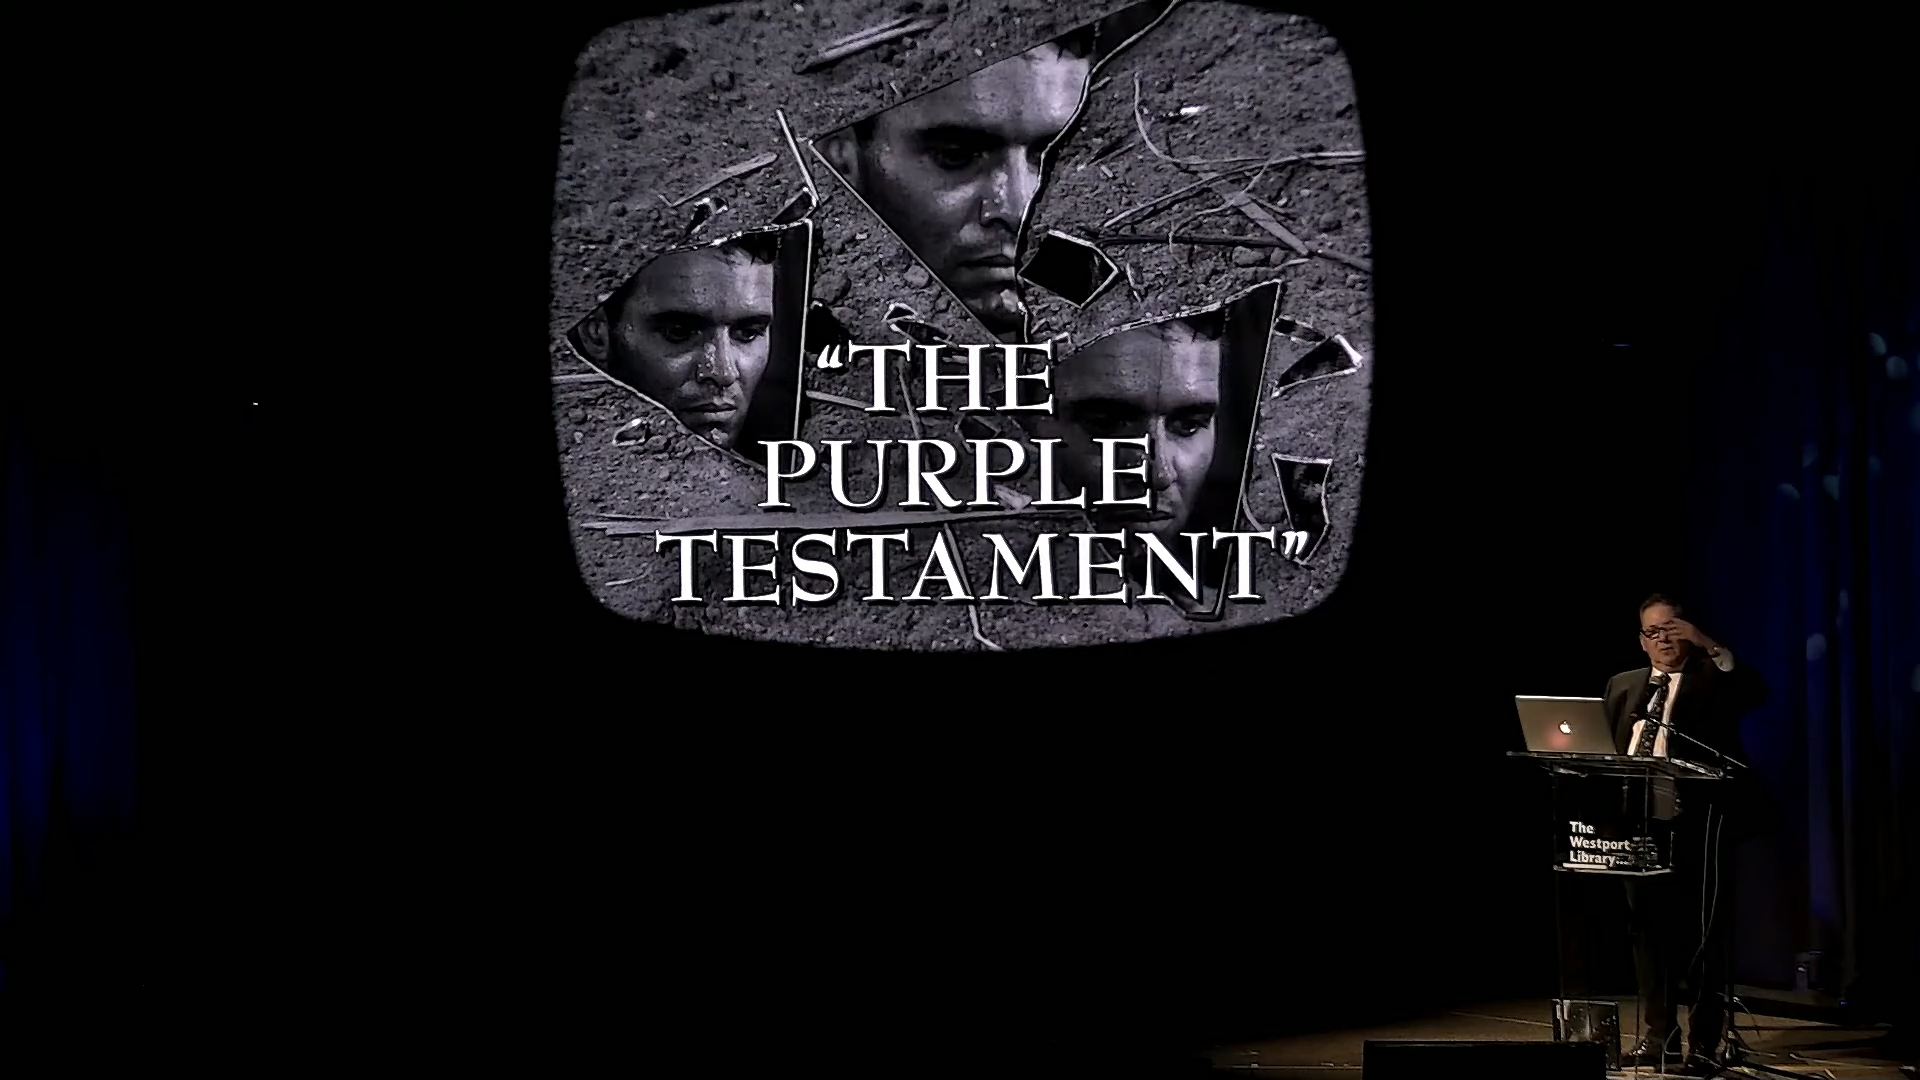 “THE
PURPLE
TESTAMENT”
The
Westport
Library